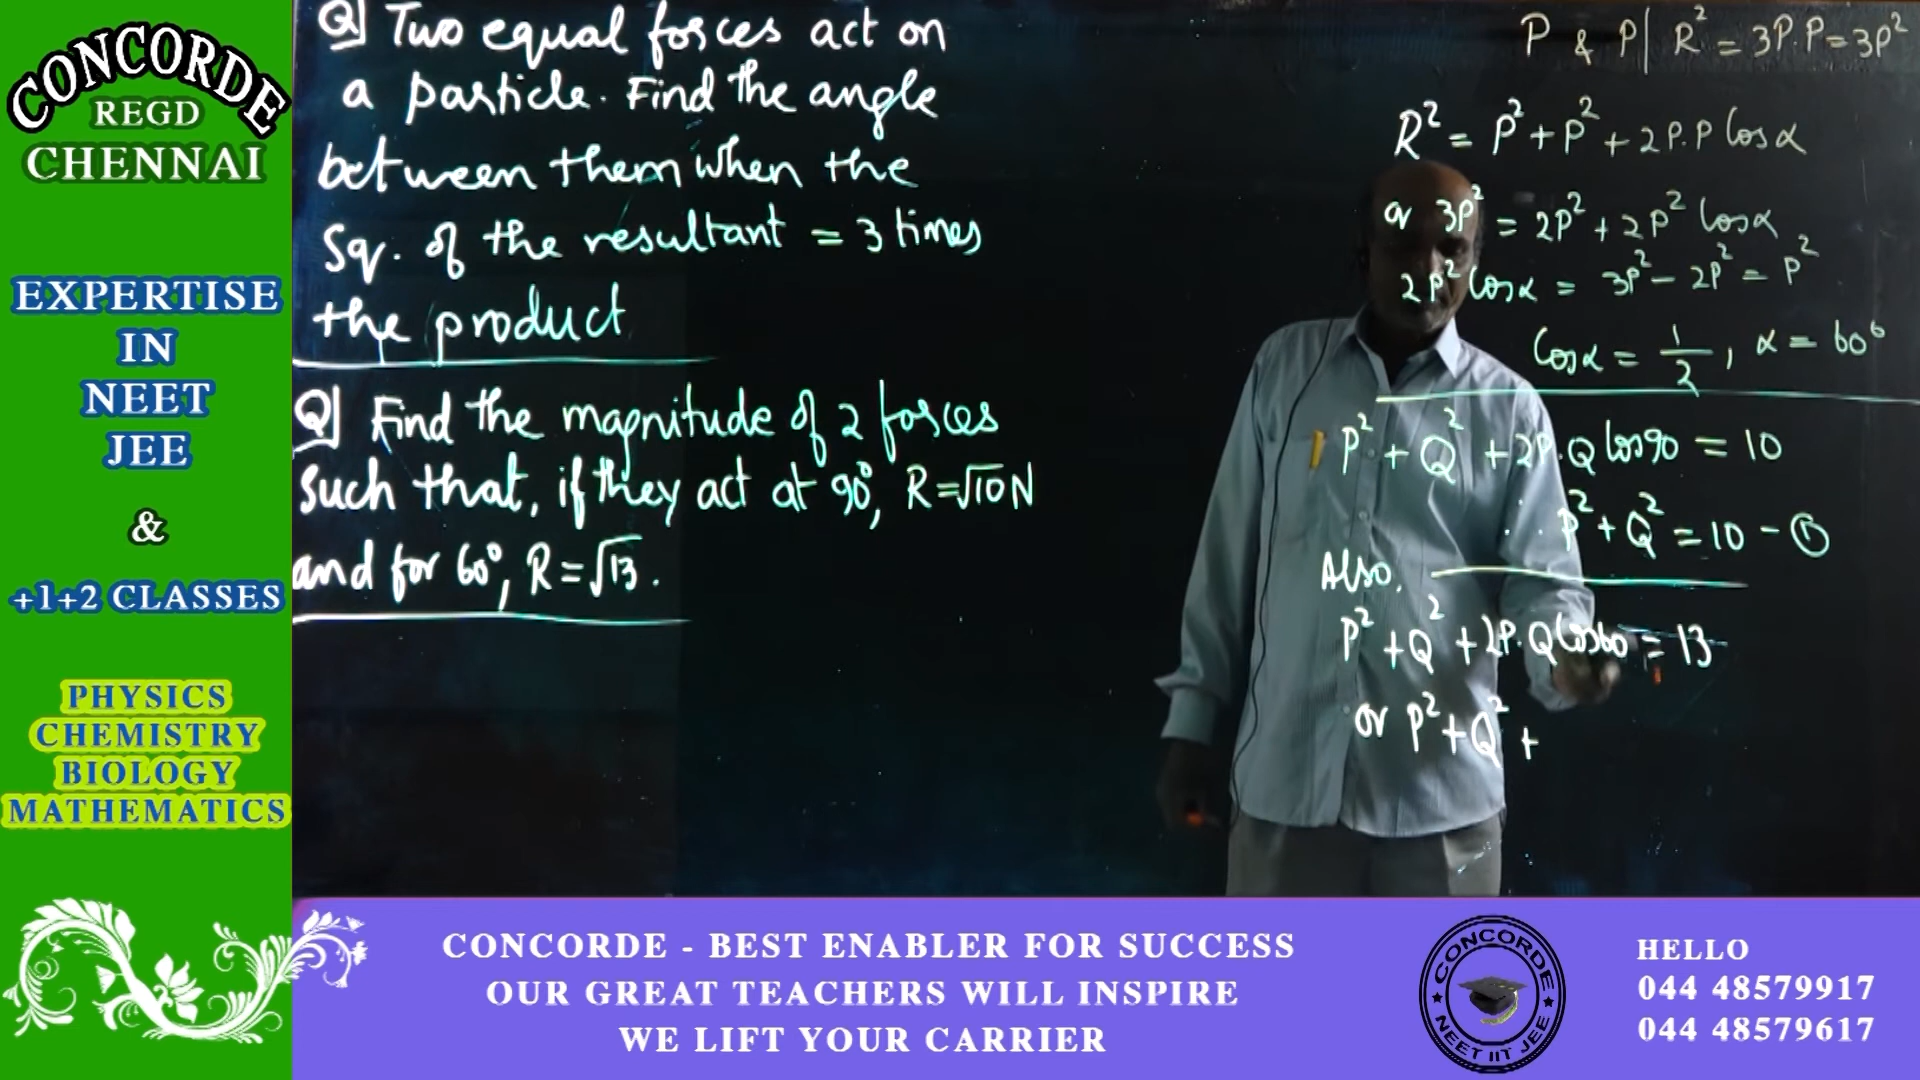 CONCORDE
REGD
CHENNAI
EXPERTISE
IN
NEET
JEE
&
+1+2 CLASSES
PHYSICS
CHEMISTRY
BIOLOGY
MATHEMATICS
Q] Two equal forces act on
a particle. Find the angle
between them when the
Sq. of the resultant = 3 times
the product
Q] Find the magnitude of 2 forces
Such that, if they act at 90°, R=√10 N
and for 60°, R=√13.
P & P| R² = 3P.P=3P²
R² = P² + P² + 2P.P Cosα
or 3P² = 2P² + 2P² Cosα
2P² Cosα = 3P² - 2P² = P²
Cosα = 1/2, α = 60°
P² + Q² + 2P.Q Cos90 = 10
∴ P² + Q² = 10 - ①
Also,
P² + Q² + 2P.Q Cos60 = 13
or P² + Q² +
CONCORDE - BEST ENABLER FOR SUCCESS
OUR GREAT TEACHERS WILL INSPIRE
WE LIFT YOUR CARRIER
CONCORDE
NEET IIT JEE
HELLO
044 48579917
044 48579617